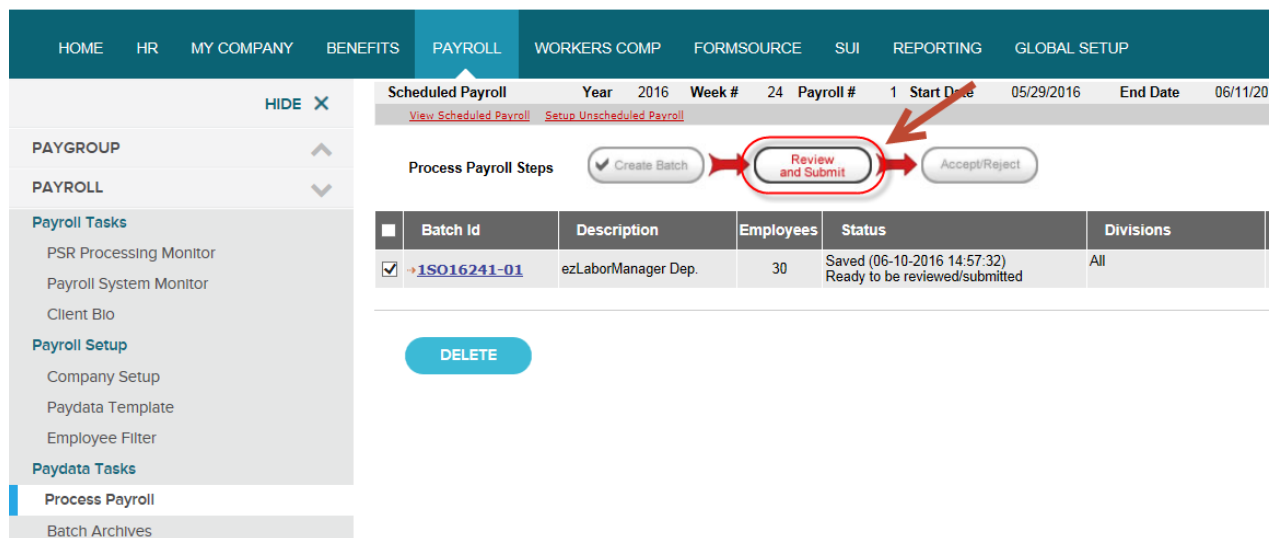 HOME HR MY COMPANY BENEFITS PAYROLL WORKERS COMP FORMSOURCE SUI REPORTING GLOBAL SETUP
HIDE X
Scheduled Payroll Year 2016 Week # 24 Payroll # 1 Start Date 05/29/2016 End Date 06/11/20
View Scheduled Payroll Setup Unscheduled Payroll
PAYGROUP
PAYROLL
Payroll Tasks
PSR Processing Monitor
Payroll System Monitor
Client Bio
Payroll Setup
Company Setup
Paydata Template
Employee Filter
Paydata Tasks
Process Payroll
Batch Archives
Process Payroll Steps
Create Batch
Review
and Submit
Accept/Reject
Batch Id Description Employees Status Divisions
1SO16241-01 ezLaborManager Dep. 30 Saved (06-10-2016 14:57:32) All
Ready to be reviewed/submitted
DELETE